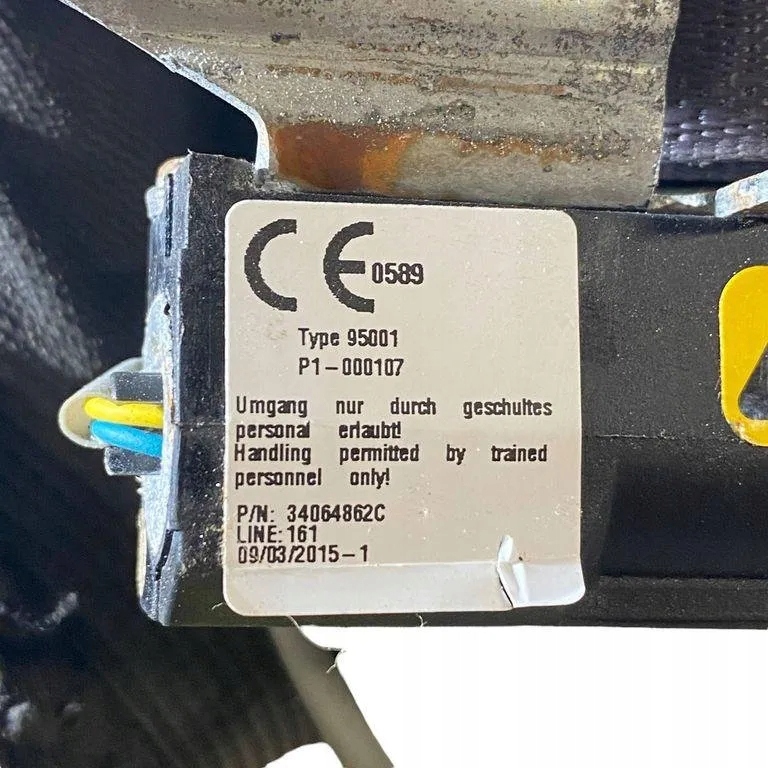 CE 0589
Type 95001
P1-000107
Umgang nur durch geschultes
personal erlaubt!
Handling permitted by trained
personnel only!
P/N: 34064862C
LINE: 161
09/03/2015-1